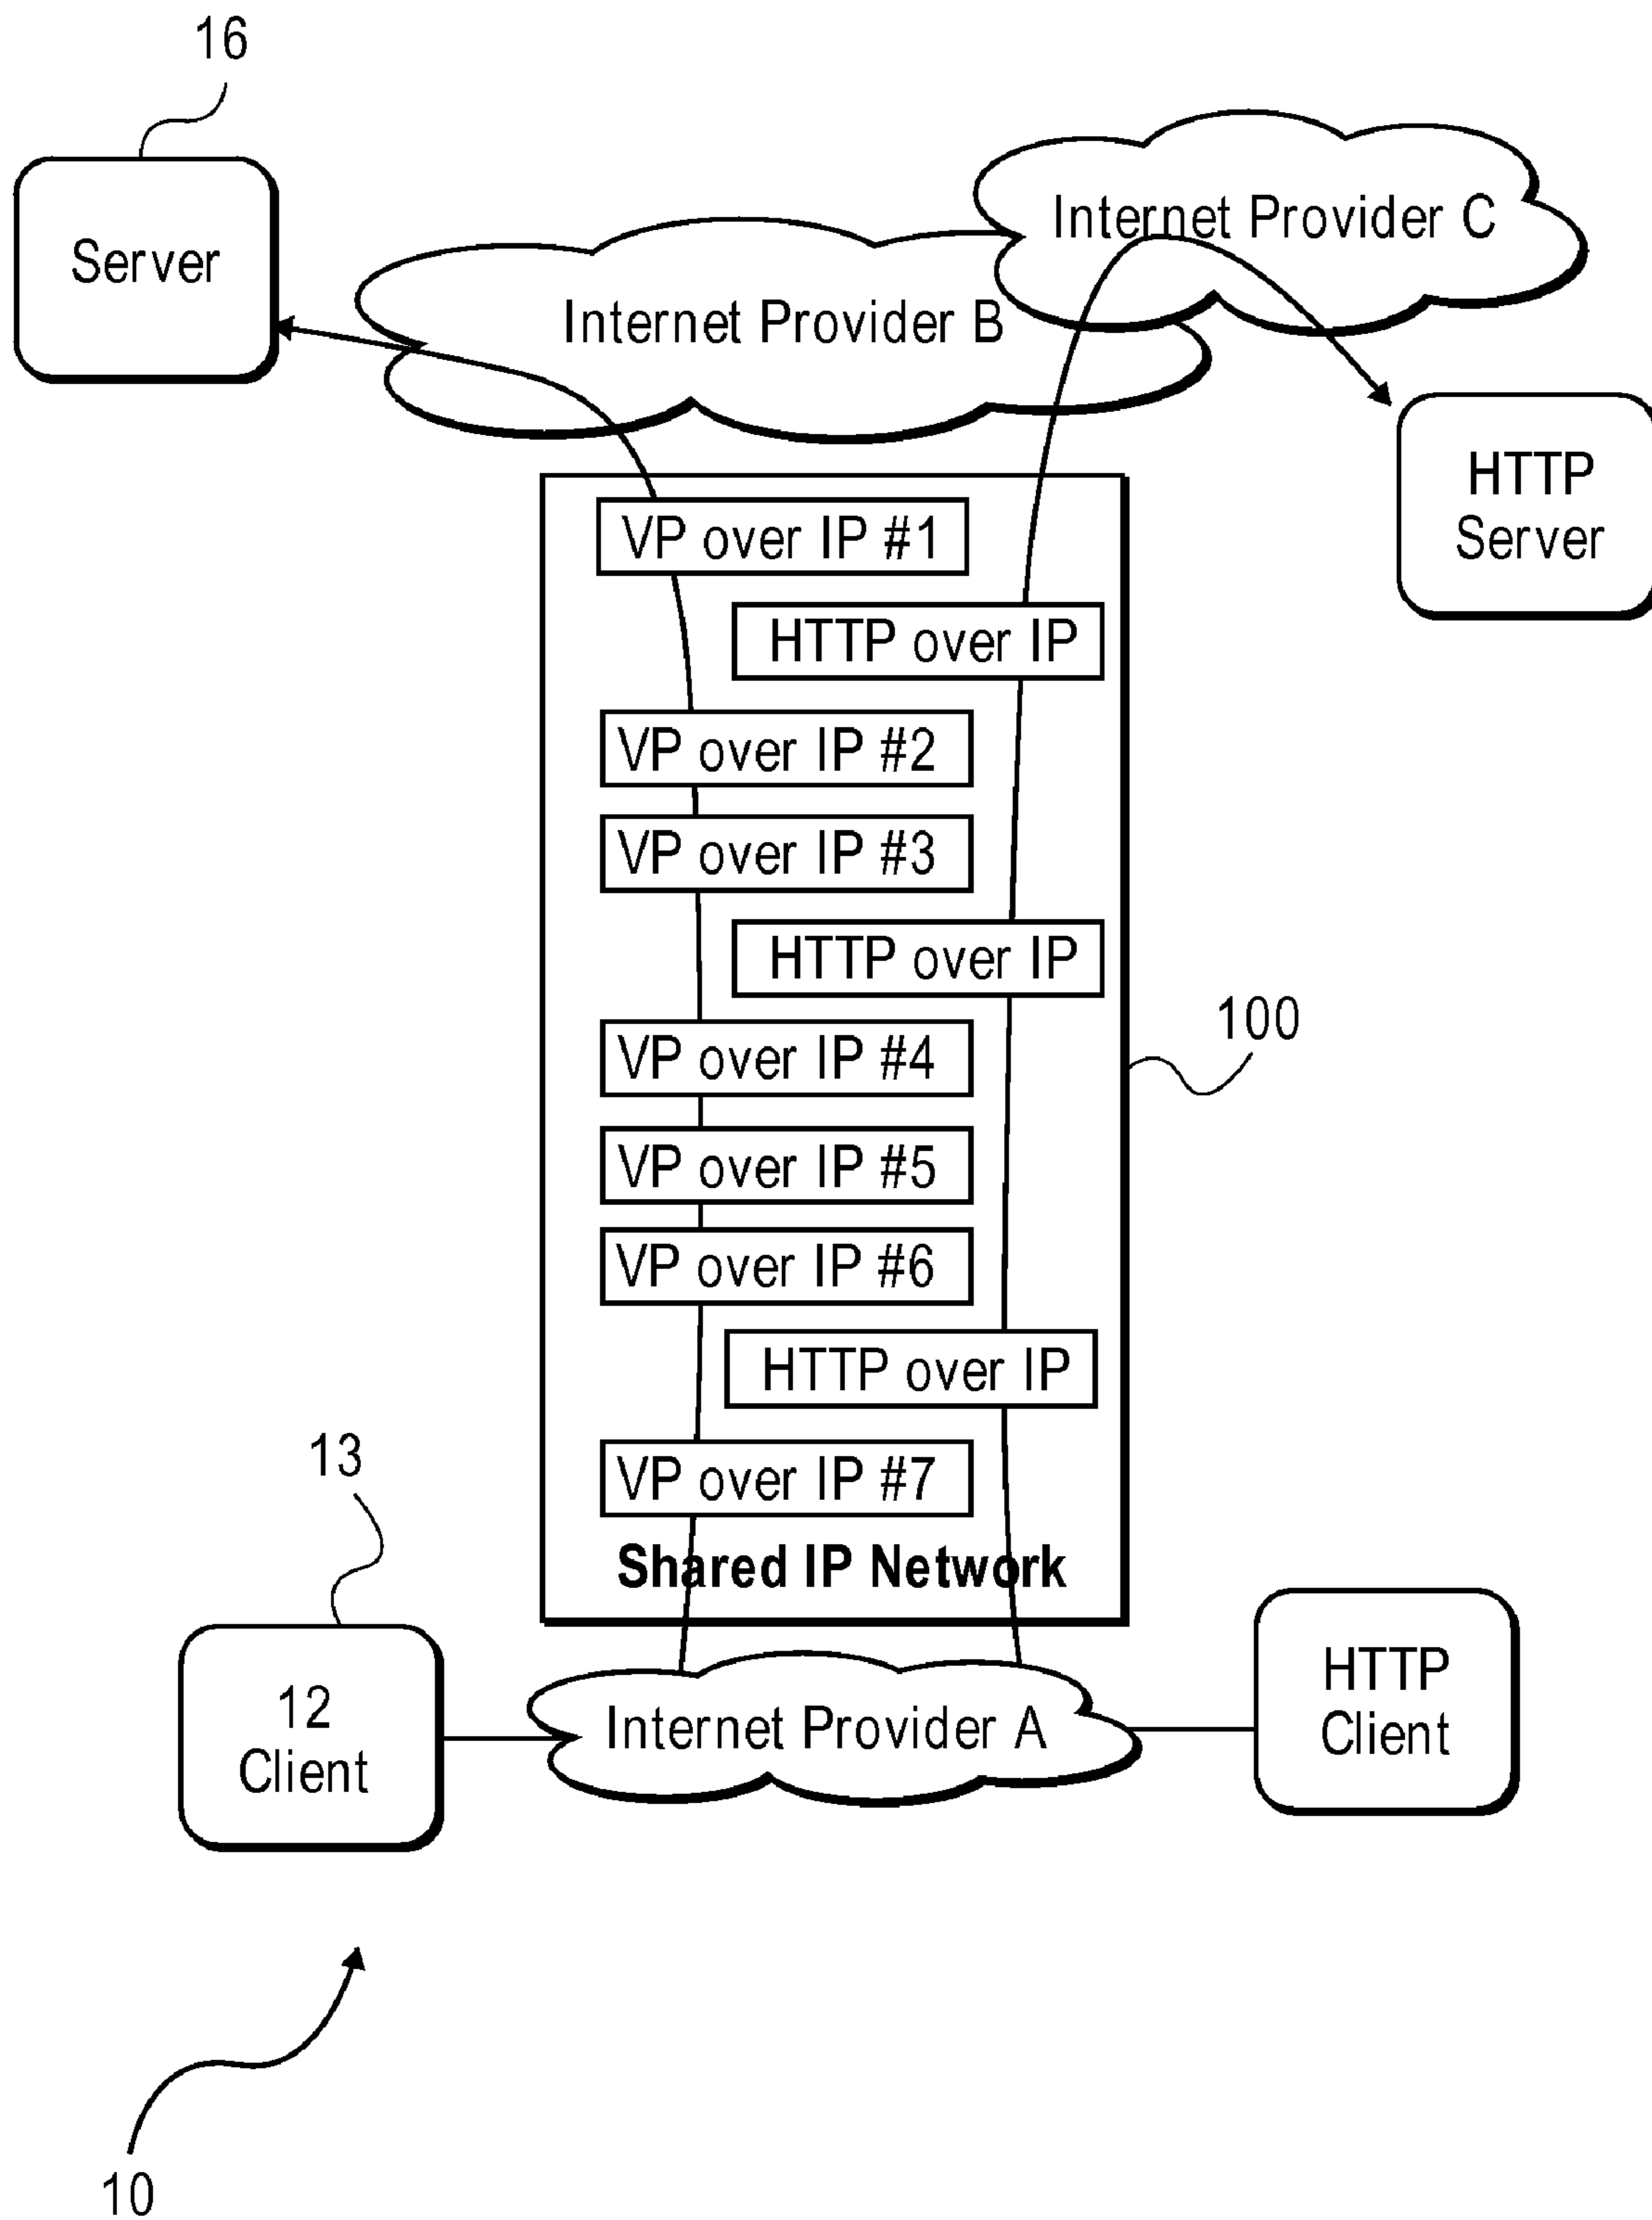 16
Internet Provider C
Server
Internet Provider B
HTTP
Server
VP over IP #1
HTTP over IP
VP over IP #2
VP over IP #3
HTTP over IP
100
VP over IP #4
VP over IP #5
VP over IP #6
HTTP over IP
13
VP over IP #7
Shared IP Network
12
Client
Internet Provider A
HTTP
Client
10